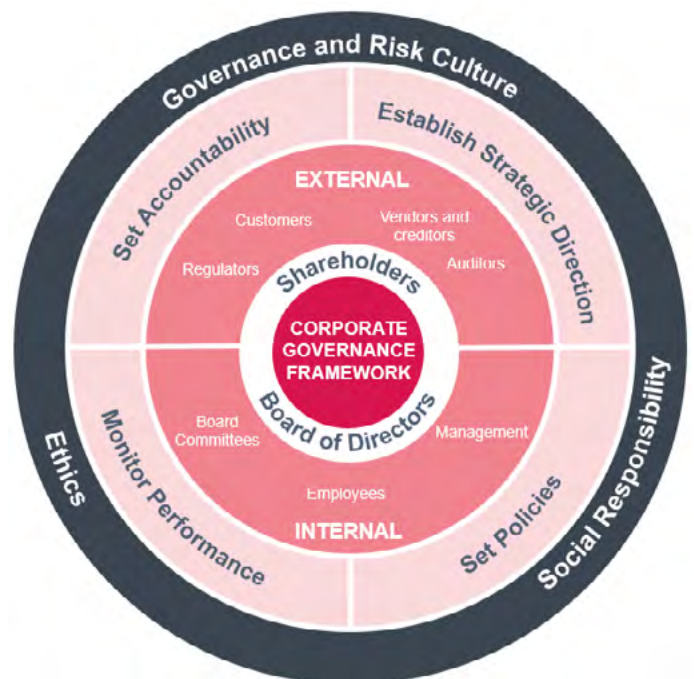 Governance and Risk Culture
Set Accountability
Establish Strategic Direction
EXTERNAL
Customers
Vendors and
creditors
Regulators
Auditors
Shareholders
CORPORATE
GOVERNANCE
FRAMEWORK
Board of Directors
Board
Committees
Management
Employees
INTERNAL
Monitor Performance
Set Policies
Ethics
Social Responsibility